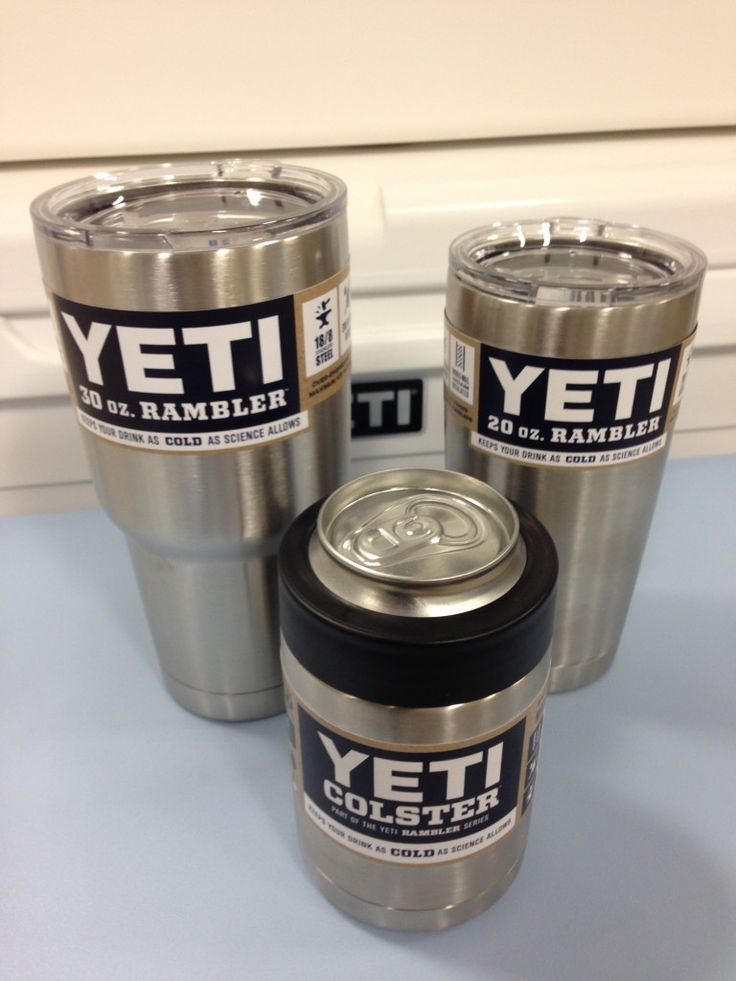 YETI
30 OZ. RAMBLER
KEEPS YOUR DRINK AS COLD AS SCIENCE ALLOWS
18/8
STAINLESS
STEEL
YETI
YETI
20 OZ. RAMBLER
KEEPS YOUR DRINK AS COLD AS SCIENCE ALLOWS
YETI
COLSTER
PART OF THE YETI RAMBLER SERIES
KEEPS YOUR DRINK AS COLD AS SCIENCE ALLOWS